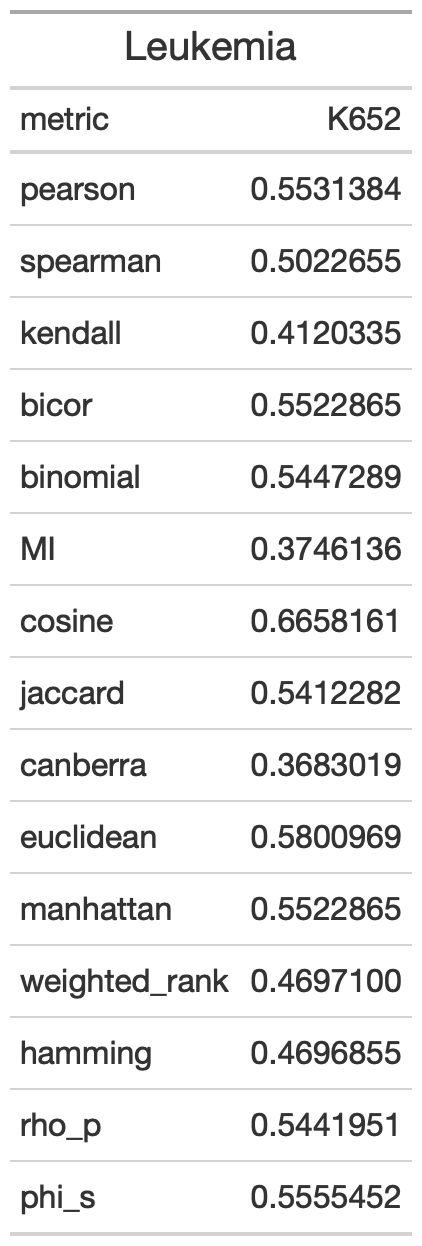 Leukemia
metric K652
pearson 0.5531384
spearman 0.5022655
kendall 0.4120335
bicor 0.5522865
binomial 0.5447289
MI 0.3746136
cosine 0.6658161
jaccard 0.5412282
canberra 0.3683019
euclidean 0.5800969
manhattan 0.5522865
weighted_rank 0.4697100
hamming 0.4696855
rho_p 0.5441951
phi_s 0.5555452